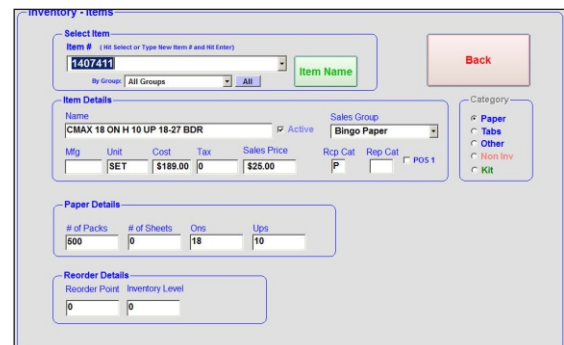 Inventory - Items
Select Item
Item # ( Hit Select or Type New Item # and Hit Enter)
1407411
By Group: All Groups All
Item Name
Back
Item Details
Name
CMAX 18 ON H 10 UP 18-27 BDR
Active
Sales Group
Bingo Paper
Mfg Unit Cost Tax Sales Price Rcp Cat Rep Cat
SET $189.00 0 $25.00 P POS 1
Category
Paper
Tabs
Other
Non Inv
Kit
Paper Details
# of Packs # of Sheets Ons Ups
500 0 18 10
Reorder Details
Reorder Point Inventory Level
0 0